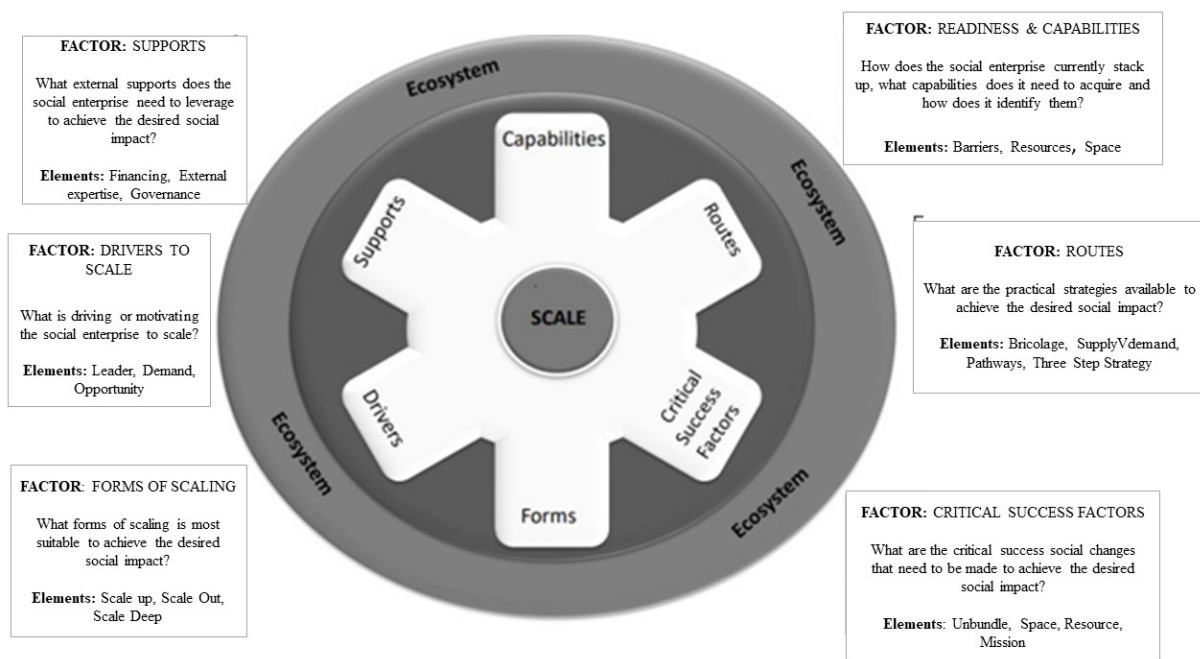 FACTOR: SUPPORTS
What external supports does the
social enterprise need to leverage
to achieve the desired social
impact?
Elements: Financing, External
expertise, Governance
FACTOR: DRIVERS TO
SCALE
What is driving or motivating
the social enterprise to scale?
Elements: Leader, Demand,
Opportunity
FACTOR: FORMS OF SCALING
What forms of scaling is most
suitable to achieve the desired
social impact?
Elements: Scale up, Scale Out,
Scale Deep
Ecosystem
Ecosystem
Ecosystem
Ecosystem
Capabilities
Supports
Routes
SCALE
Drivers
Critical
Success
Factors
Forms
FACTOR: READINESS & CAPABILITIES
How does the social enterprise currently stack
up, what capabilities does it need to acquire and
how does it identify them?
Elements: Barriers, Resources, Space
FACTOR: ROUTES
What are the practical strategies available to
achieve the desired social impact?
Elements: Bricolage, SupplyVdemand,
Pathways, Three Step Strategy
FACTOR: CRITICAL SUCCESS FACTORS
What are the critical success social changes
that need to be made to achieve the desired
social impact?
Elements: Unbundle, Space, Resource,
Mission